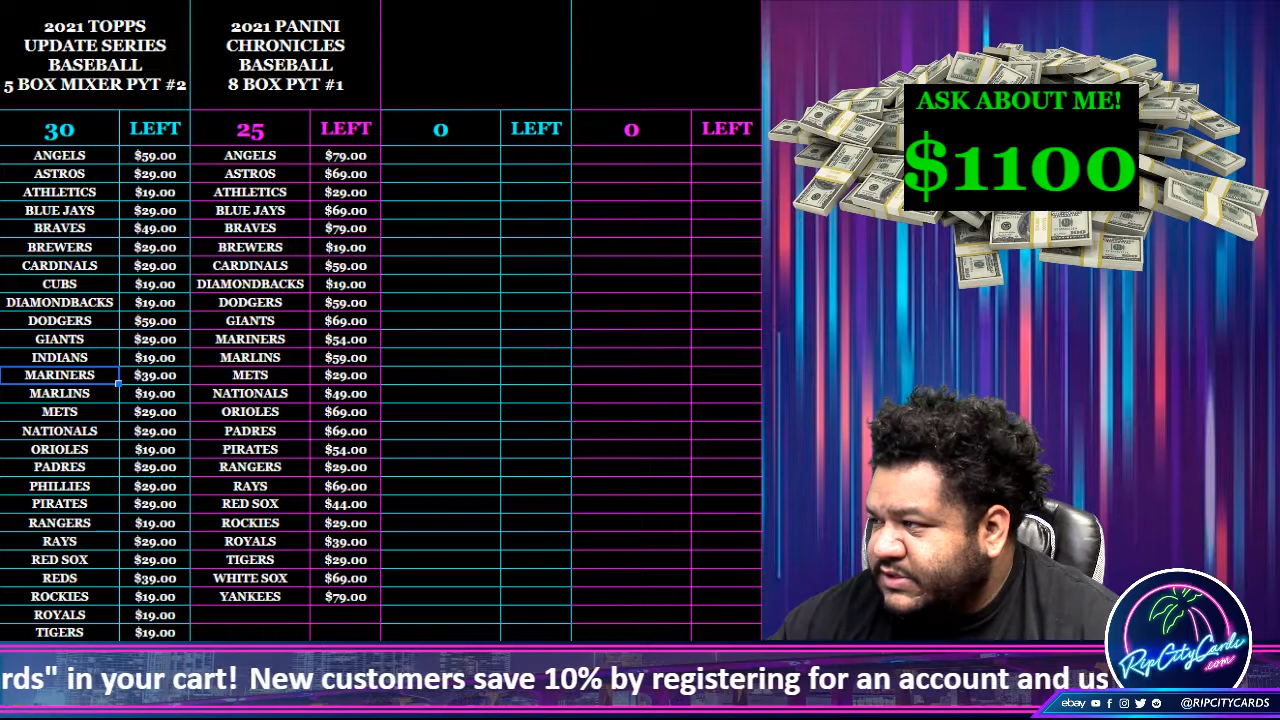 2021 TOPPS
UPDATE SERIES
BASEBALL
5 BOX MIXER PYT #2
2021 PANINI
CHRONICLES
BASEBALL
8 BOX PYT #1
30 LEFT 25 LEFT 0 LEFT 0 LEFT
ANGELS $59.00 ANGELS $79.00
ASTROS $29.00 ASTROS $69.00
ATHLETICS $19.00 ATHLETICS $29.00
BLUE JAYS $29.00 BLUE JAYS $69.00
BRAVES $49.00 BRAVES $79.00
BREWERS $29.00 BREWERS $19.00
CARDINALS $29.00 CARDINALS $59.00
CUBS $19.00 DIAMONDBACKS $19.00
DIAMONDBACKS $19.00 DODGERS $59.00
DODGERS $59.00 GIANTS $69.00
GIANTS $29.00 MARINERS $54.00
INDIANS $19.00 MARLINS $59.00
MARINERS $39.00 METS $29.00
MARLINS $19.00 NATIONALS $49.00
METS $29.00 ORIOLES $69.00
NATIONALS $29.00 PADRES $69.00
ORIOLES $19.00 PIRATES $54.00
PADRES $29.00 RANGERS $29.00
PHILLIES $29.00 RAYS $69.00
PIRATES $29.00 RED SOX $44.00
RANGERS $19.00 ROCKIES $29.00
RAYS $29.00 ROYALS $39.00
RED SOX $29.00 TIGERS $29.00
REDS $39.00 WHITE SOX $69.00
ROCKIES $19.00 YANKEES $79.00
ROYALS $19.00
TIGERS $19.00
ASK ABOUT ME!
$1100
rds" in your cart! New customers save 10% by registering for an account and us
RipCityCards
.com
ebay @RIPCITYCARDS